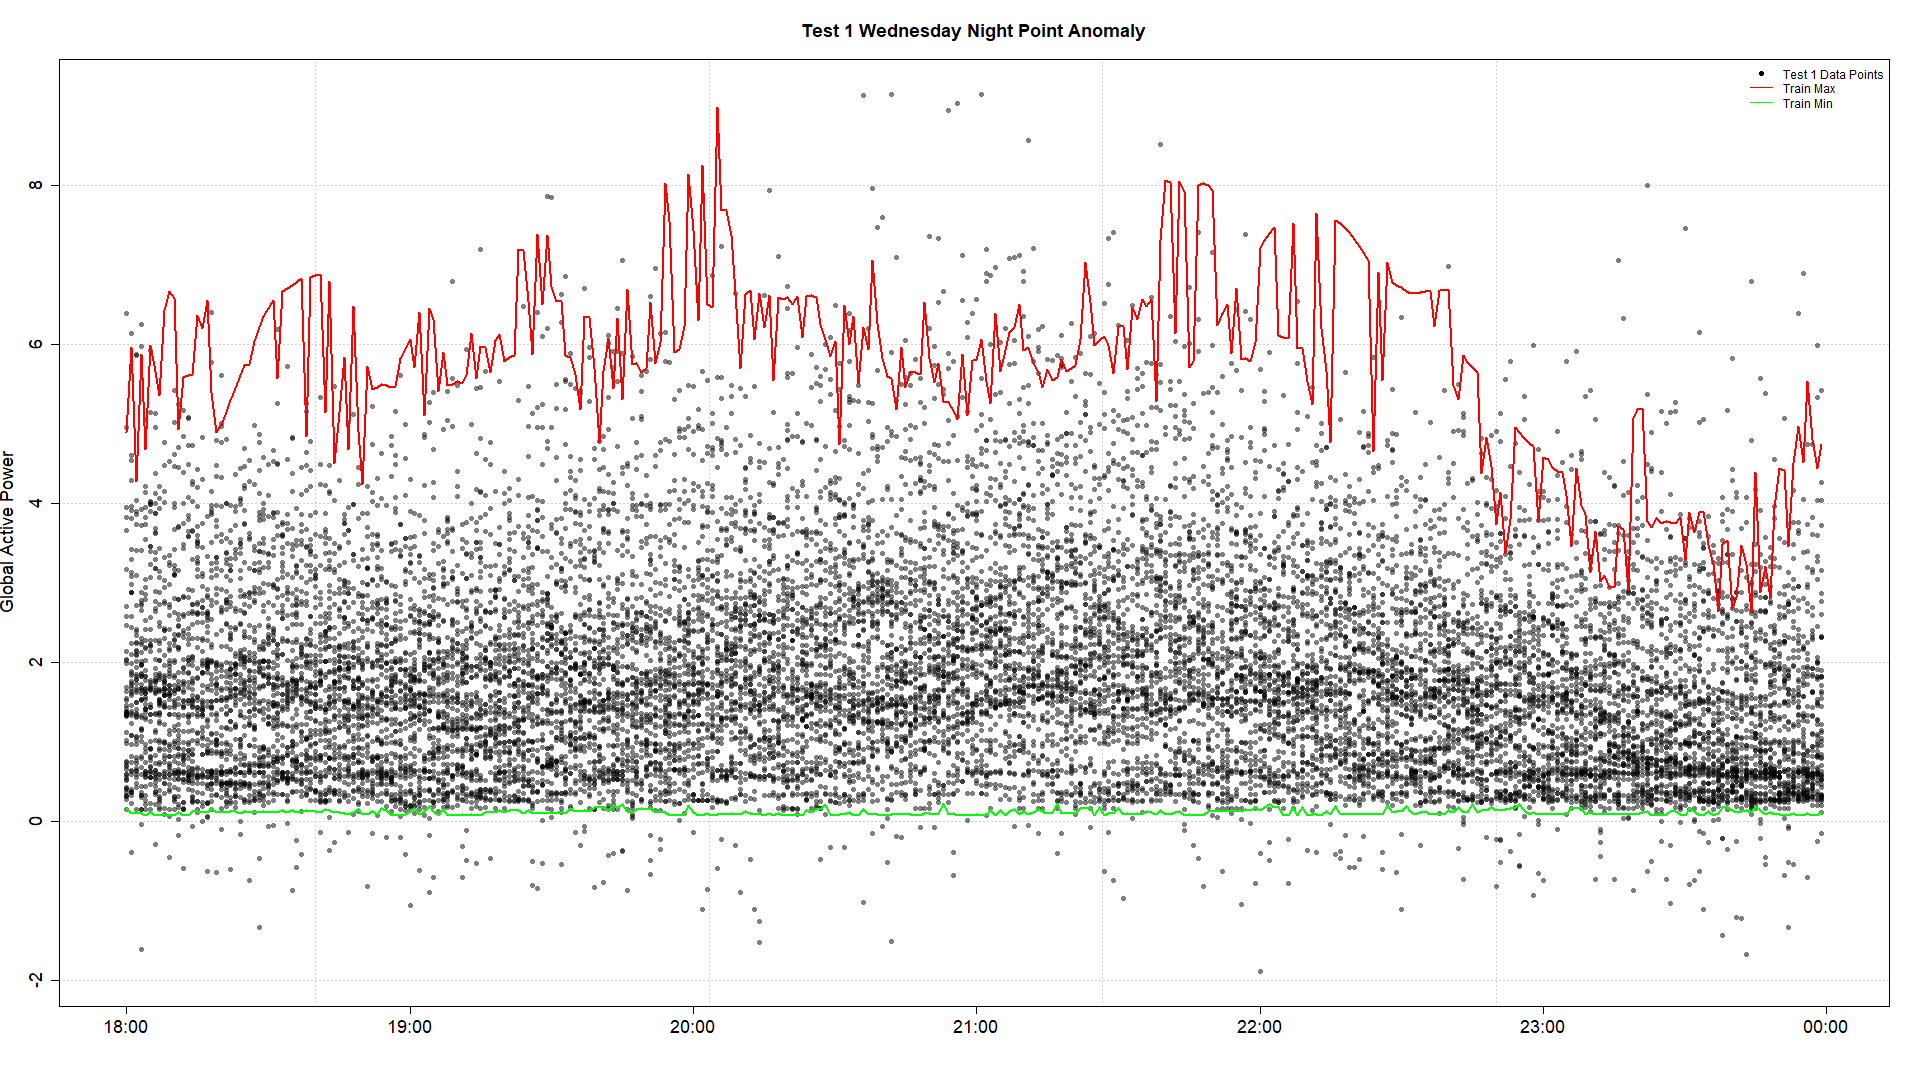 Test 1 Wednesday Night Point Anomaly
Test 1 Data Points
Train Max
Train Min
Global Active Power
8
6
4
2
0
-2
18:00
19:00
20:00
21:00
22:00
23:00
00:00